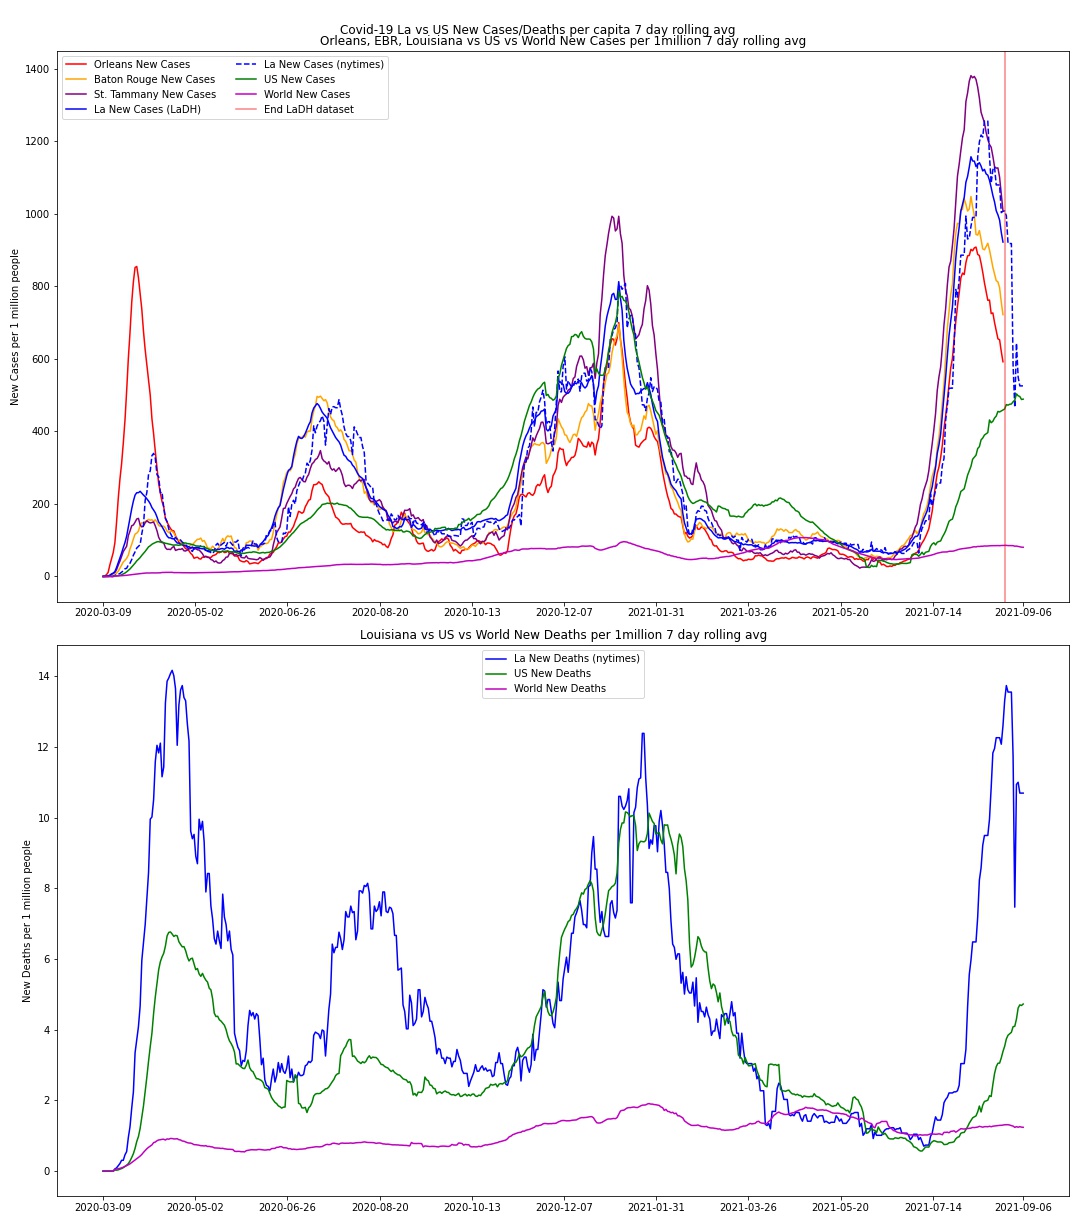 Covid-19 La vs US New Cases/Deaths per capita 7 day rolling avg
Orleans, EBR, Louisiana vs US vs World New Cases per 1million 7 day rolling avg
Orleans New Cases
Baton Rouge New Cases
St. Tammany New Cases
La New Cases (LaDH)
La New Cases (nytimes)
US New Cases
World New Cases
End LaDH dataset
New Cases per 1 million people
1400
1200
1000
800
600
400
200
0
2020-03-09 2020-05-02 2020-06-26 2020-08-20 2020-10-13 2020-12-07 2021-01-31 2021-03-26 2021-05-20 2021-07-14 2021-09-06
Louisiana vs US vs World New Deaths per 1million 7 day rolling avg
La New Deaths (nytimes)
US New Deaths
World New Deaths
New Deaths per 1 million people
14
12
10
8
6
4
2
0
2020-03-09 2020-05-02 2020-06-26 2020-08-20 2020-10-13 2020-12-07 2021-01-31 2021-03-26 2021-05-20 2021-07-14 2021-09-06